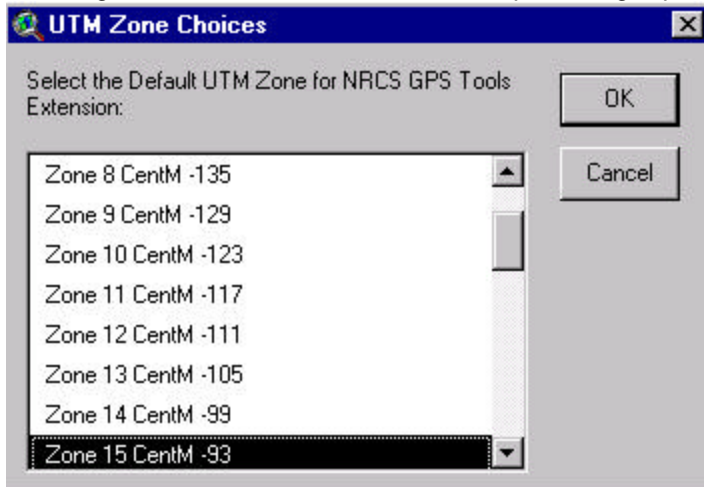 UTM Zone Choices
Select the Default UTM Zone for NRCS GPS Tools
Extension:
OK
Cancel
Zone 8 CentM -135
Zone 9 CentM -129
Zone 10 CentM -123
Zone 11 CentM -117
Zone 12 CentM -111
Zone 13 CentM -105
Zone 14 CentM -99
Zone 15 CentM -93